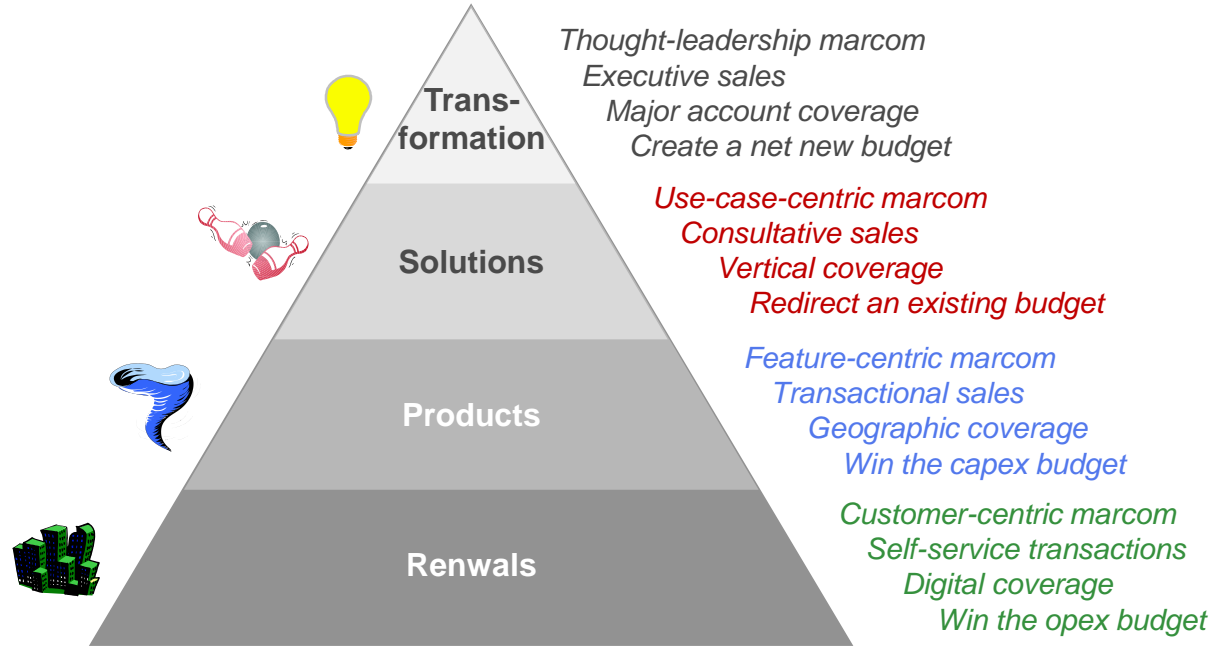 Thought-leadership marcom
Executive sales
Major account coverage
Create a net new budget
Trans-
formation
Use-case-centric marcom
Consultative sales
Vertical coverage
Redirect an existing budget
Solutions
Feature-centric marcom
Transactional sales
Geographic coverage
Win the capex budget
Products
Customer-centric marcom
Self-service transactions
Digital coverage
Win the opex budget
Renwals